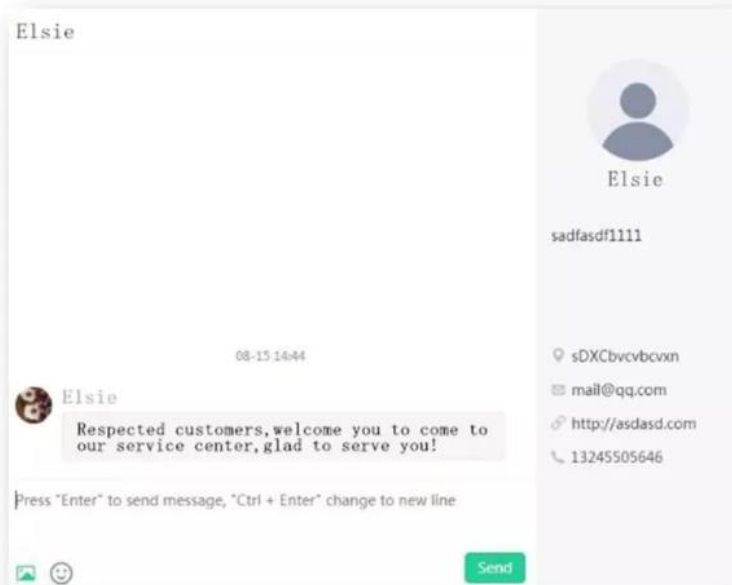 Elsie
Elsie
sadfasdf1111
08-15 14:44
Elsie
Respected customers,welcome you to come to
our service center,glad to serve you!
sDXCbvcvbcvxn
mail@qq.com
http://asdasd.com
13245505646
Press "Enter" to send message, "Ctrl + Enter" change to new line
Send